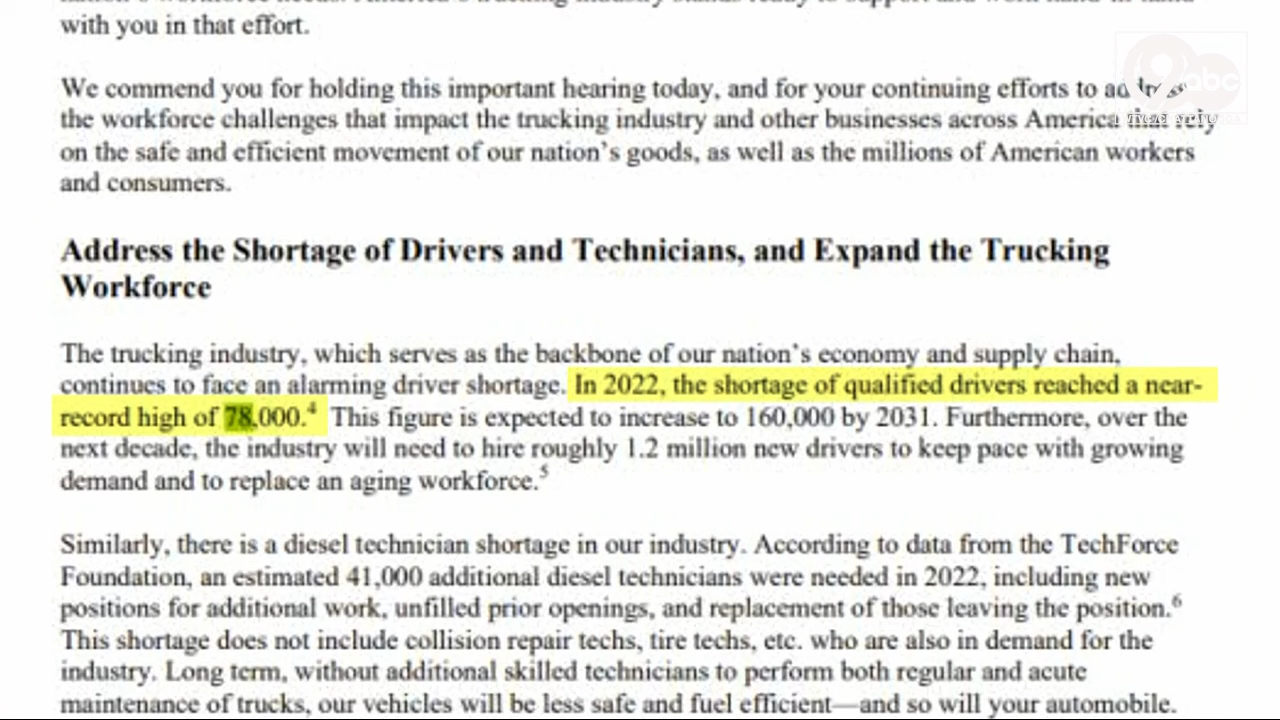 with you in that effort.
We commend you for holding this important hearing today, and for your continuing efforts to address
the workforce challenges that impact the trucking industry and other businesses across America that rely
on the safe and efficient movement of our nation's goods, as well as the millions of American workers
and consumers.
Address the Shortage of Drivers and Technicians, and Expand the Trucking
Workforce
The trucking industry, which serves as the backbone of our nation's economy and supply chain,
continues to face an alarming driver shortage. In 2022, the shortage of qualified drivers reached a near-
record high of 78,000.⁴ This figure is expected to increase to 160,000 by 2031. Furthermore, over the
next decade, the industry will need to hire roughly 1.2 million new drivers to keep pace with growing
demand and to replace an aging workforce.⁵
Similarly, there is a diesel technician shortage in our industry. According to data from the TechForce
Foundation, an estimated 41,000 additional diesel technicians were needed in 2022, including new
positions for additional work, unfilled prior openings, and replacement of those leaving the position.⁶
This shortage does not include collision repair techs, tire techs, etc. who are also in demand for the
industry. Long term, without additional skilled technicians to perform both regular and acute
maintenance of trucks, our vehicles will be less safe and fuel efficient—and so will your automobile.
9 abc